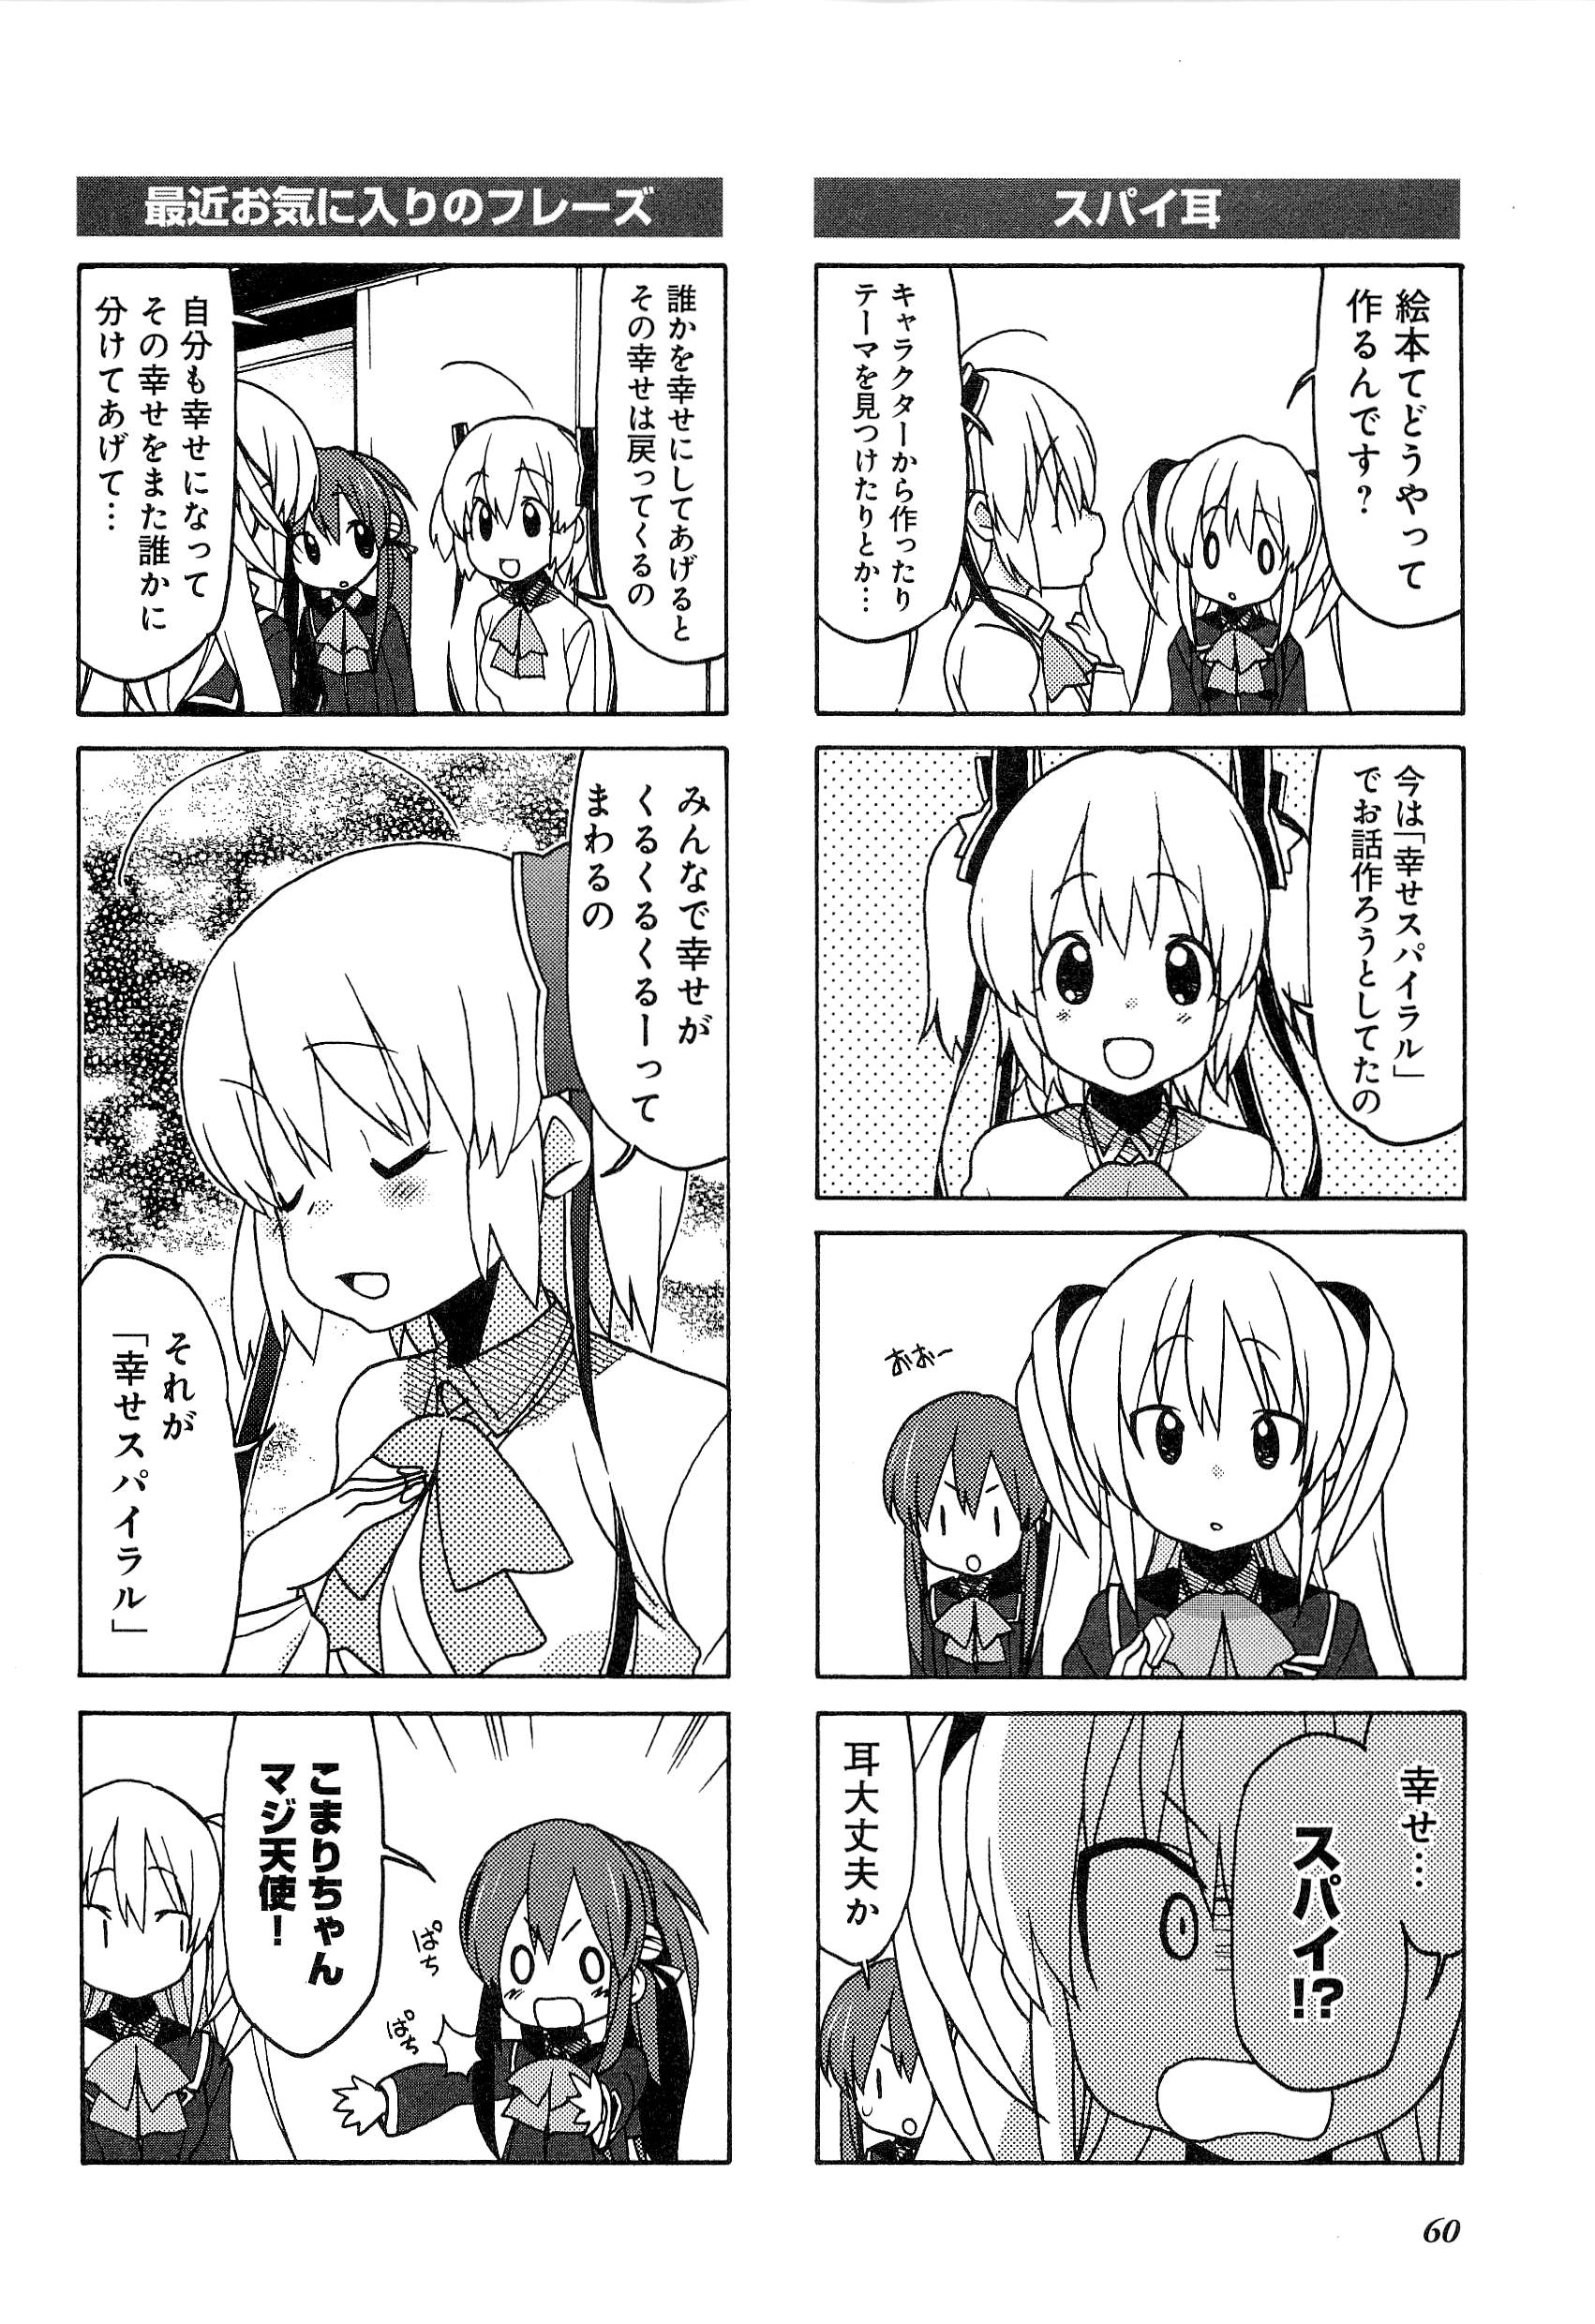 スパイ耳
絵本てどうやって
作るんです?
キャラクターから作ったり
テーマを見つけたりとか…
今は「幸せスパイラル」
でお話作ろうとしてたの
おお～
幸せ…
スパイ!?
耳大丈夫か
最近お気に入りのフレーズ
誰かを幸せにしてあげると
その幸せは戻ってくるの
自分も幸せになって
その幸せをまた誰かに
分けてあげて…
みんなで幸せが
くるくるくるーって
まわるの
それが
「幸せスパイラル」
こまりちゃん
マジ天使!
ぱち
ぱち
60